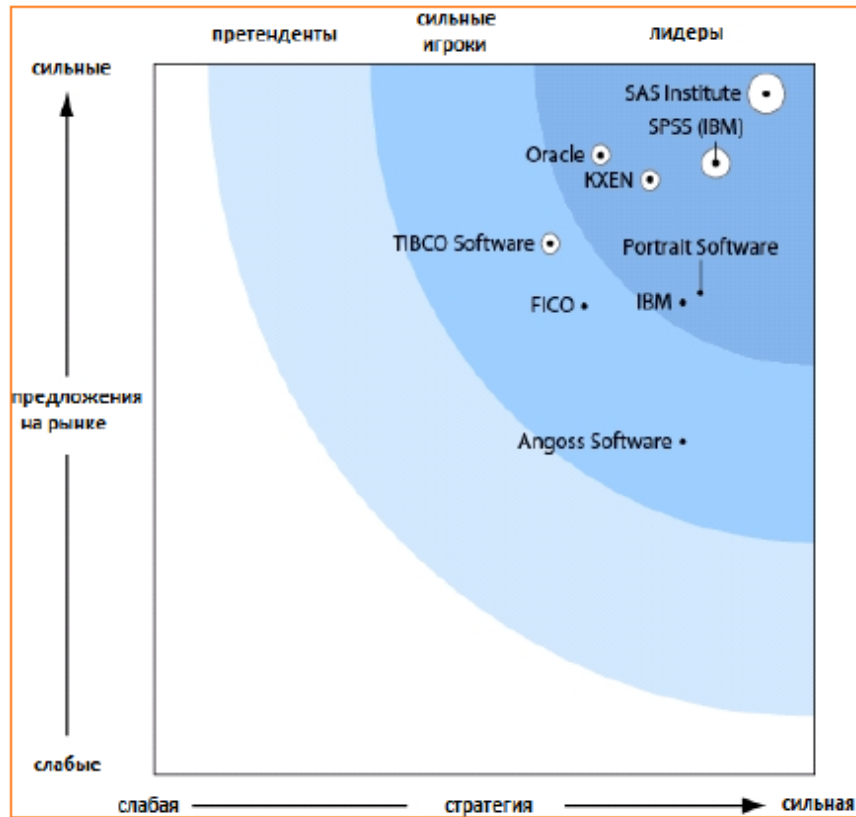 претенденты
сильные
игроки
лидеры
сильные
SAS Institute
SPSS (IBM)
Oracle
KXEN
TIBCO Software
Portrait Software
FICO
IBM
предложения
на рынке
Angoss Software
слабые
слабая
стратегия
сильная